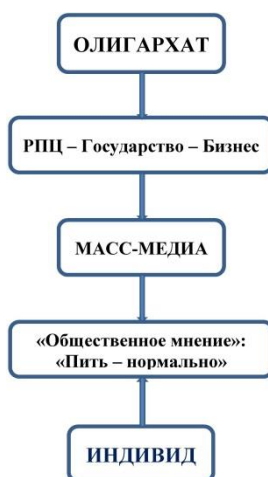 ОЛИГАРХАТ
РПЦ – Государство – Бизнес
МАСС-МЕДИА
«Общественное мнение»:
«Пить – нормально»
ИНДИВИД